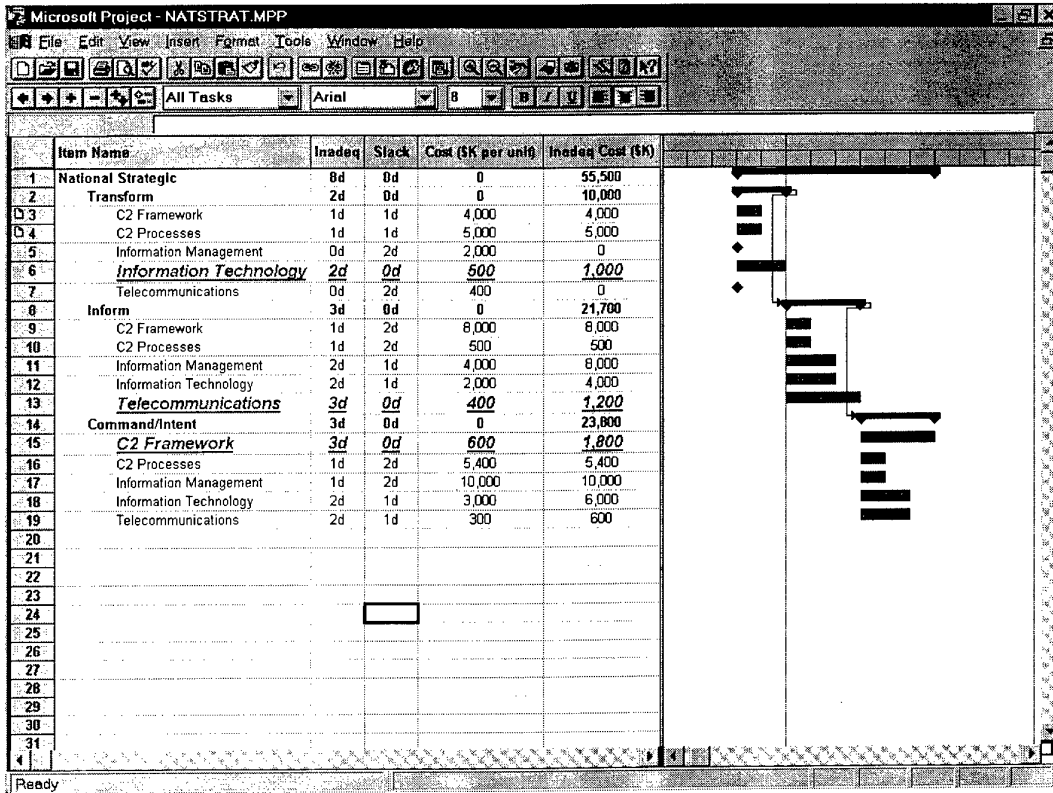 Microsoft Project - NATSTRAT.MPP
File Edit View Insert Format Tools Window Help
All Tasks Arial 8 B I U
Item Name Inadeq Slack Cost ($K per unit) Inadeq Cost ($K)
1 National Strategic 8d 0d 0 55,500
2 Transform 2d 0d 0 10,000
3 C2 Framework 1d 1d 4,000 4,000
4 C2 Processes 1d 1d 5,000 5,000
5 Information Management 0d 2d 2,000 0
6 Information Technology 2d 0d 500 1,000
7 Telecommunications 0d 2d 400 0
8 Inform 3d 0d 0 21,700
9 C2 Framework 1d 2d 8,000 8,000
10 C2 Processes 1d 2d 500 500
11 Information Management 2d 1d 4,000 8,000
12 Information Technology 2d 1d 2,000 4,000
13 Telecommunications 3d 0d 400 1,200
14 Command/Intent 3d 0d 0 23,800
15 C2 Framework 3d 0d 600 1,800
16 C2 Processes 1d 2d 5,400 5,400
17 Information Management 1d 2d 10,000 10,000
18 Information Technology 2d 1d 3,000 6,000
19 Telecommunications 2d 1d 300 600
20
21
22
23
24
25
26
27
28
29
30
31
Ready